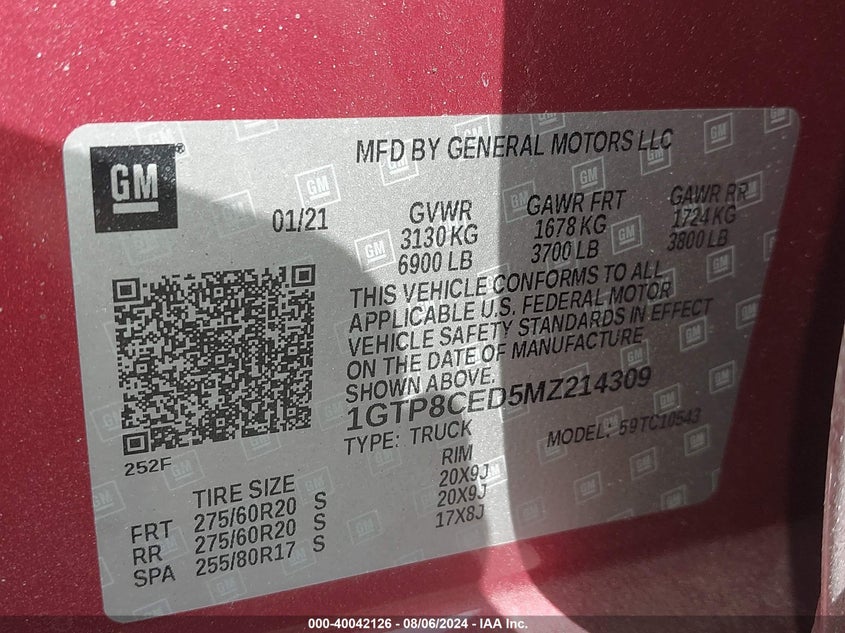 GM
MFD BY GENERAL MOTORS LLC
01/21
GVWR
3130 KG
6900 LB
GAWR FRT
1678 KG
3700 LB
GAWR RR
1724 KG
3800 LB
THIS VEHICLE CONFORMS TO ALL
APPLICABLE U.S. FEDERAL MOTOR
VEHICLE SAFETY STANDARDS IN EFFECT
ON THE DATE OF MANUFACTURE
SHOWN ABOVE.
1GTP8CED5MZ214309
TYPE: TRUCK
MODEL: 59TC10543
252F
TIRE SIZE
RIM
FRT 275/60R20 S 20X9J
RR 275/60R20 S 20X9J
SPA 255/80R17 S 17X8J
000-40042126 - 08/06/2024 - IAA Inc.